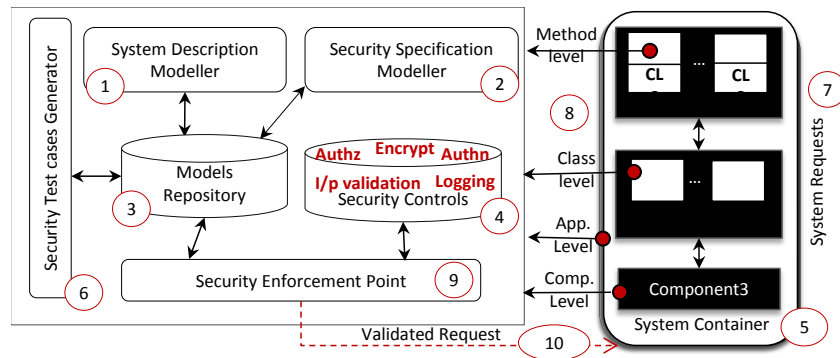 Security Test cases Generator
6
System Description
Modeller
1
Security Specification
Modeller
2
Models
Repository
3
Authz Encrypt Authn
I/p validation Logging
Security Controls
4
Security Enforcement Point
9
Validated Request
10
Method
level
8
Class
level
App.
Level
Comp.
Level
...
CL
CL
...
Component3
System Container
5
7
System Requests